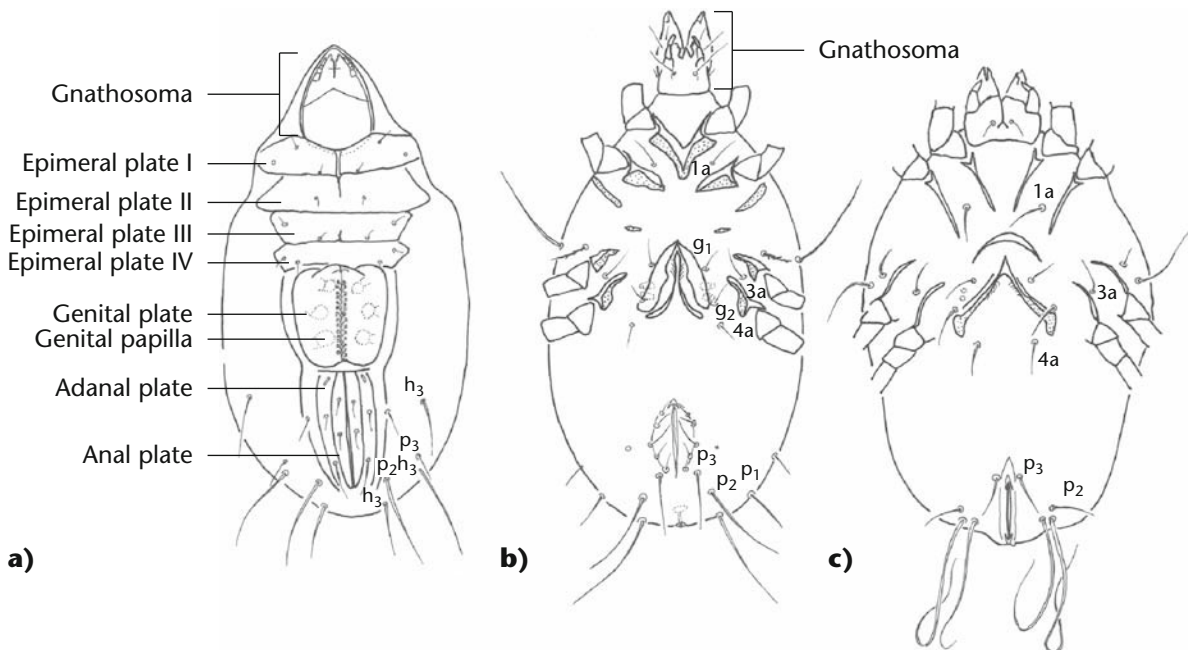 Gnathosoma
Epimeral plate I
Epimeral plate II
Epimeral plate III
Epimeral plate IV
Genital plate
Genital papilla
Adanal plate
Anal plate
h3
p3
p2h3
h3
a)
Gnathosoma
1a
g1
3a
g2
4a
p3
p2
p1
b)
1a
3a
4a
p3
p2
c)